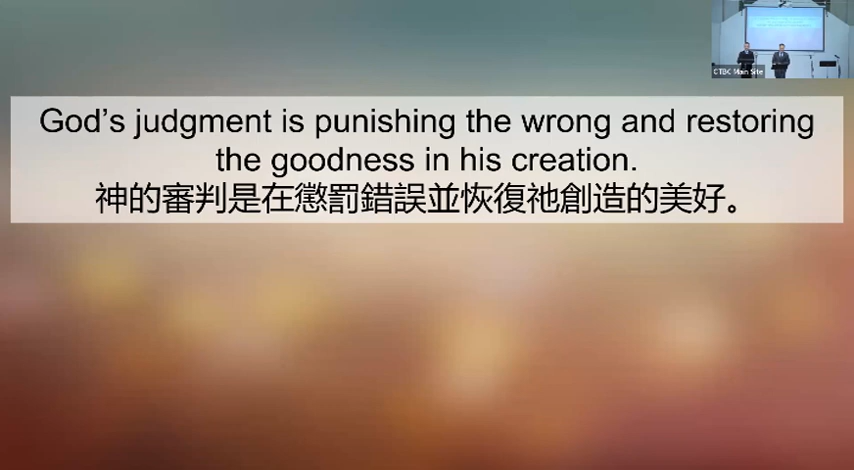 God's judgment is punishing the wrong and restoring
the goodness in his creation.
神的審判是在懲罰錯誤並恢復祂創造的美好。
CTBC Main Site